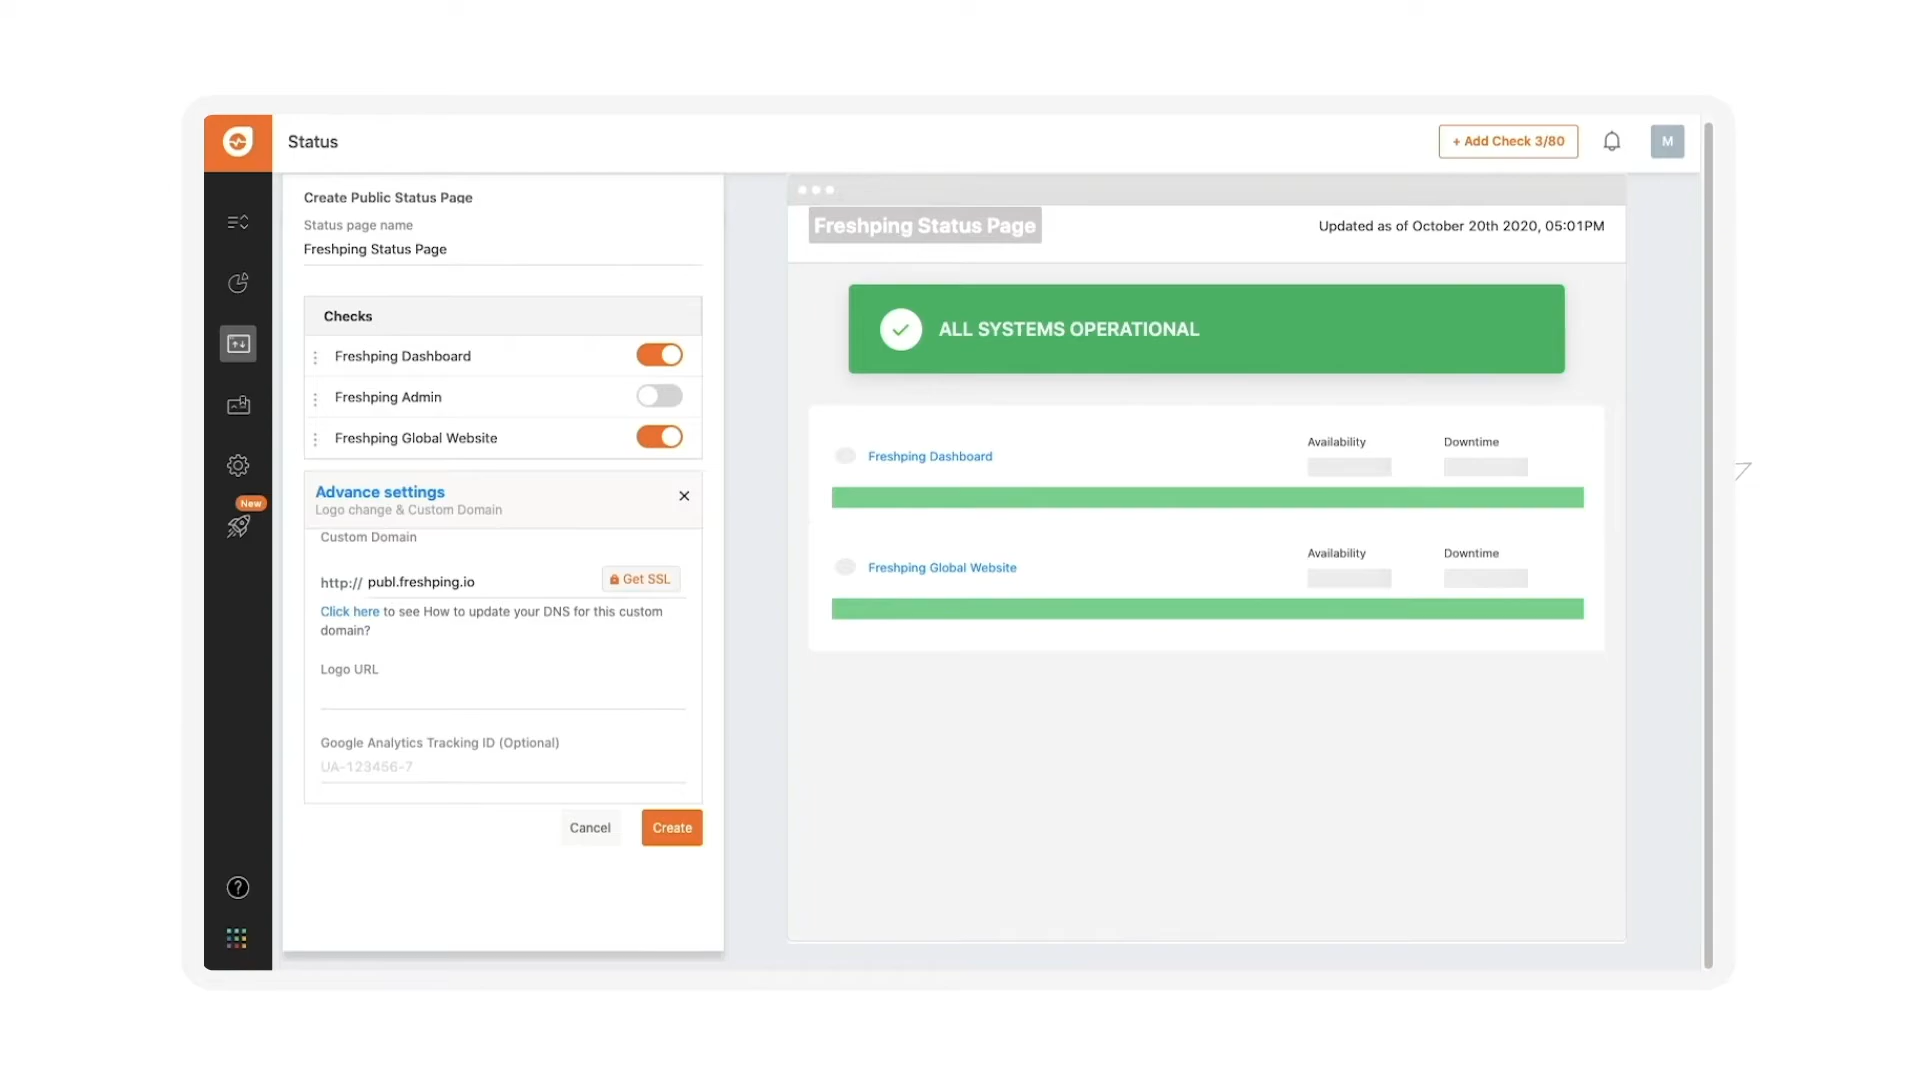 Status
+ Add Check 3/80
M
Create Public Status Page
Status page name
Freshping Status Page
Checks
Freshping Dashboard
Freshping Admin
Freshping Global Website
Advance settings
Logo change & Custom Domain
Custom Domain
http:// publ.freshping.io
Get SSL
Click here to see How to update your DNS for this custom
domain?
Logo URL
Google Analytics Tracking ID (Optional)
UA-123456-7
Cancel
Create
New
?
Freshping Status Page
Updated as of October 20th 2020, 05:01PM
ALL SYSTEMS OPERATIONAL
Freshping Dashboard
Availability
Downtime
Freshping Global Website
Availability
Downtime